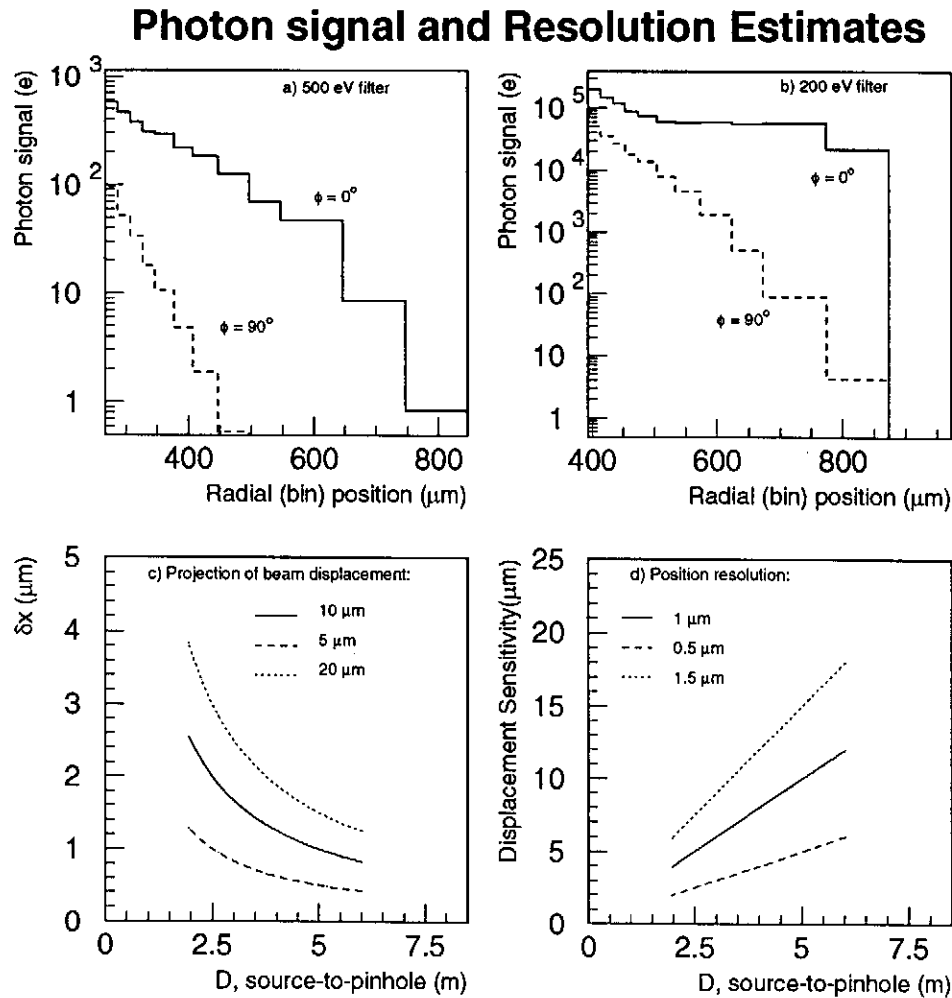 Photon signal and Resolution Estimates
Photon signal (e)
10^3
10^2
10
1
a) 500 eV filter
ϕ = 0°
ϕ = 90°
400
600
800
Radial (bin) position (μm)
Photon signal (e)
10^5
10^4
10^3
10^2
10
1
b) 200 eV filter
ϕ = 0°
ϕ = 90°
400
600
800
Radial (bin) position (μm)
δx (μm)
5
4
3
2
1
0
c) Projection of beam displacement:
10 μm
5 μm
20 μm
0
2.5
5
7.5
D, source-to-pinhole (m)
Displacement Sensitivity(μm)
25
20
15
10
5
0
d) Position resolution:
1 μm
0.5 μm
1.5 μm
0
2.5
5
7.5
D, source-to-pinhole (m)